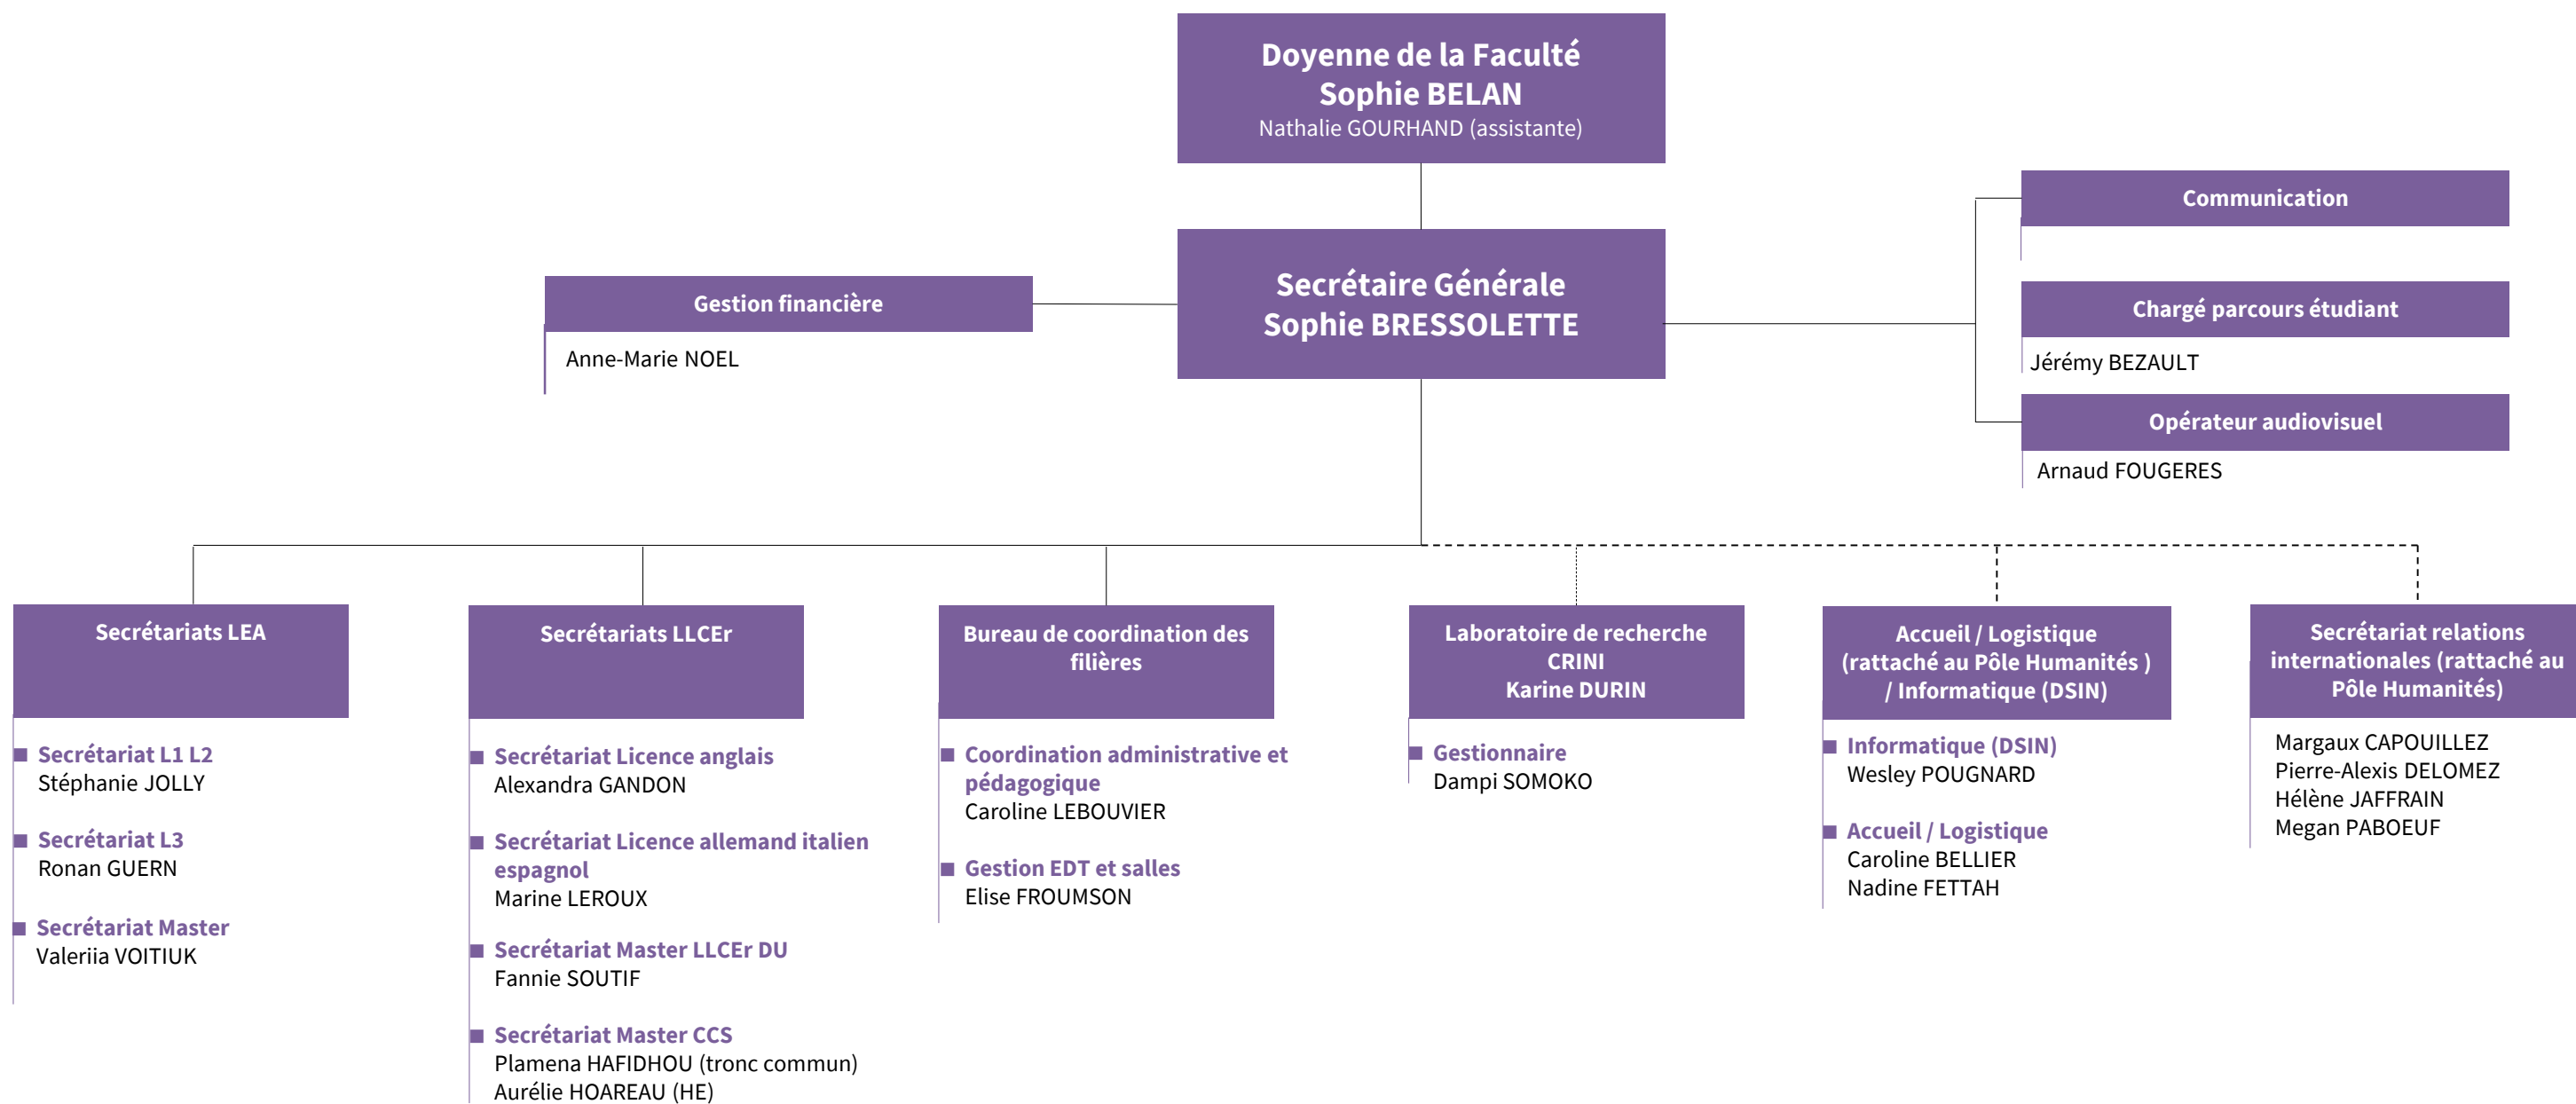 Doyenne de la Faculté
Sophie BELAN
Nathalie GOURHAND (assistante)
Communication
Secrétaire Générale
Sophie BRESSOLETTE
Gestion financière
Anne-Marie NOEL
Chargé parcours étudiant
Jérémy BEZAULT
Opérateur audiovisuel
Arnaud FOUGERES
Secrétariats LEA
Secrétariat L1 L2
Stéphanie JOLLY
Secrétariat L3
Ronan GUERN
Secrétariat Master
Valeriia VOITIUK
Secrétariats LLCEr
Secrétariat Licence anglais
Alexandra GANDON
Secrétariat Licence allemand italien
espagnol
Marine LEROUX
Secrétariat Master LLCEr DU
Fannie SOUTIF
Secrétariat Master CCS
Plamena HAFIDHOU (tronc commun)
Aurélie HOAREAU (HE)
Bureau de coordination des
filières
Coordination administrative et
pédagogique
Caroline LEBOUVIER
Gestion EDT et salles
Elise FROUMSON
Laboratoire de recherche
CRINI
Karine DURIN
Gestionnaire
Dampi SOMOKO
Accueil / Logistique
(rattaché au Pôle Humanités )
/ Informatique (DSIN)
Informatique (DSIN)
Wesley POUGNARD
Accueil / Logistique
Caroline BELLIER
Nadine FETTAH
Secrétariat relations
internationales (rattaché au
Pôle Humanités)
Margaux CAPOUILLEZ
Pierre-Alexis DELOMEZ
Hélène JAFFRAIN
Megan PABOEUF